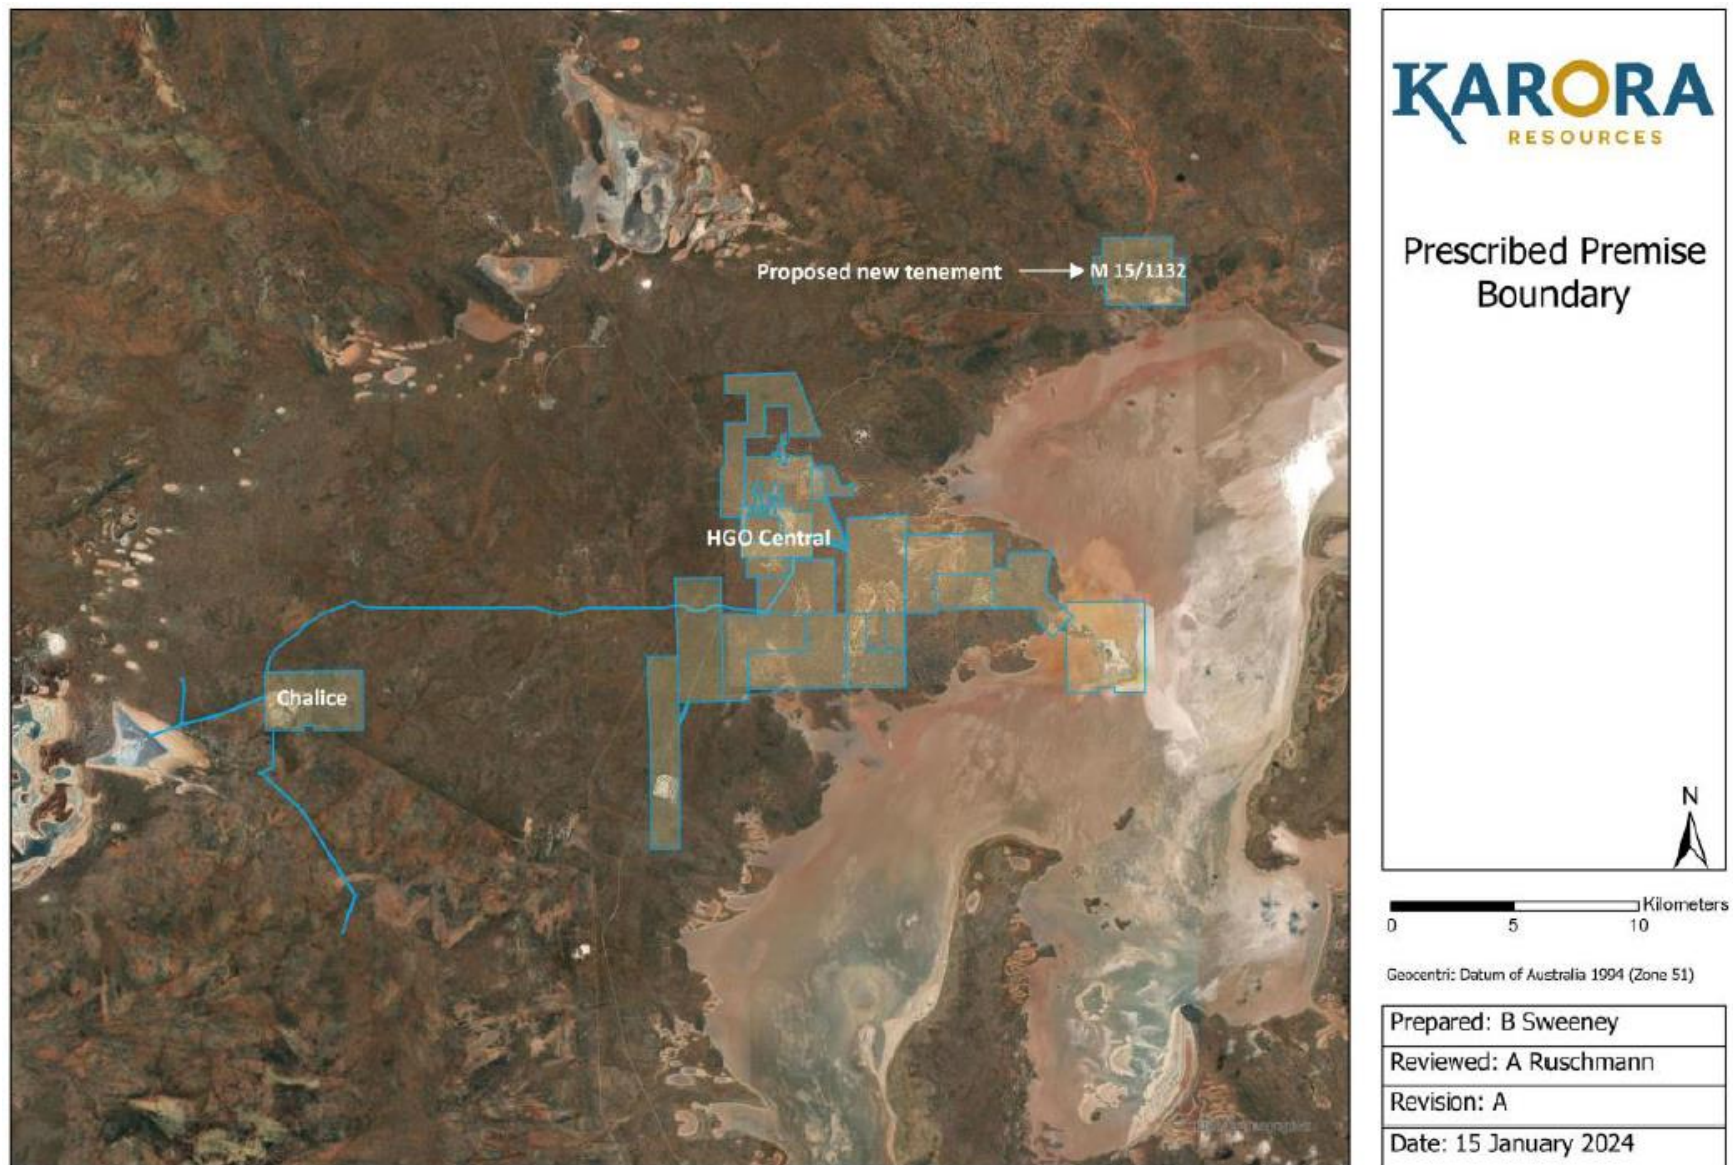 KARORA
RESOURCES
Prescribed Premise
Boundary
Proposed new tenement
M 15/1132
HGO Central
Chalice
N
Kilometers
0 5 10
Geocentric Datum of Australia 1994 (Zone 51)
Prepared: B Sweeney
Reviewed: A Ruschmann
Revision: A
Date: 15 January 2024